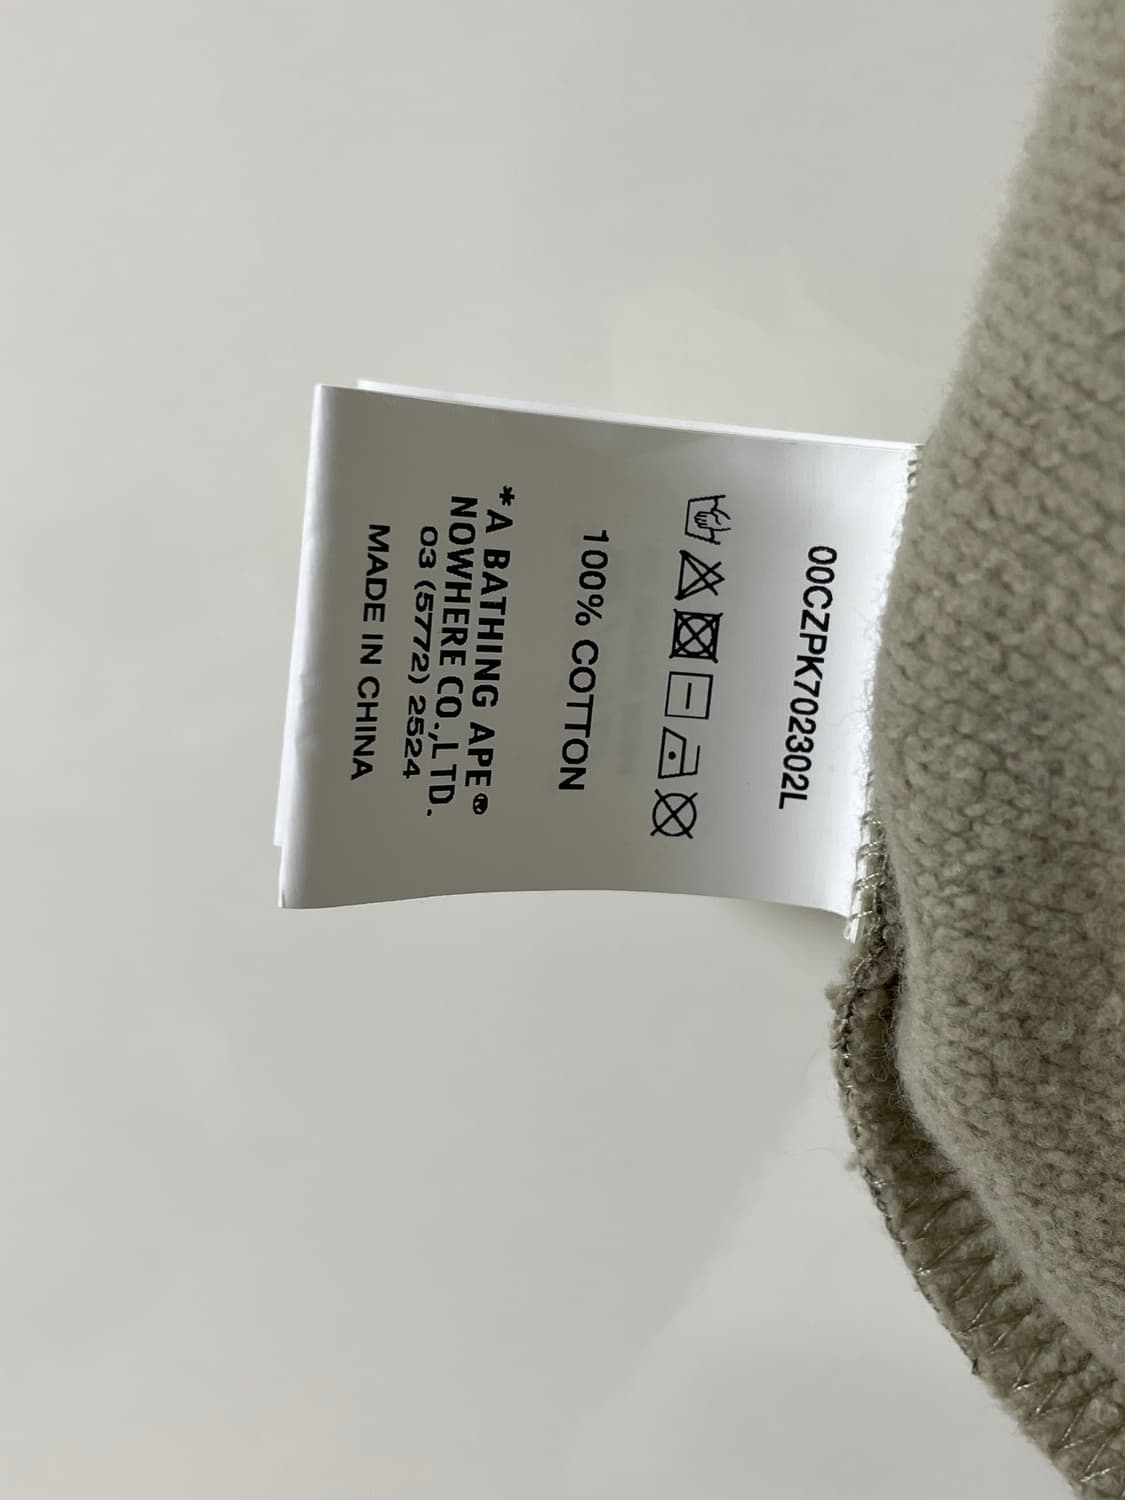 00CZPK702302L
100% COTTON
*A BATHING APE®
NOWHERE CO.,LTD.
03 (5772) 2524
MADE IN CHINA